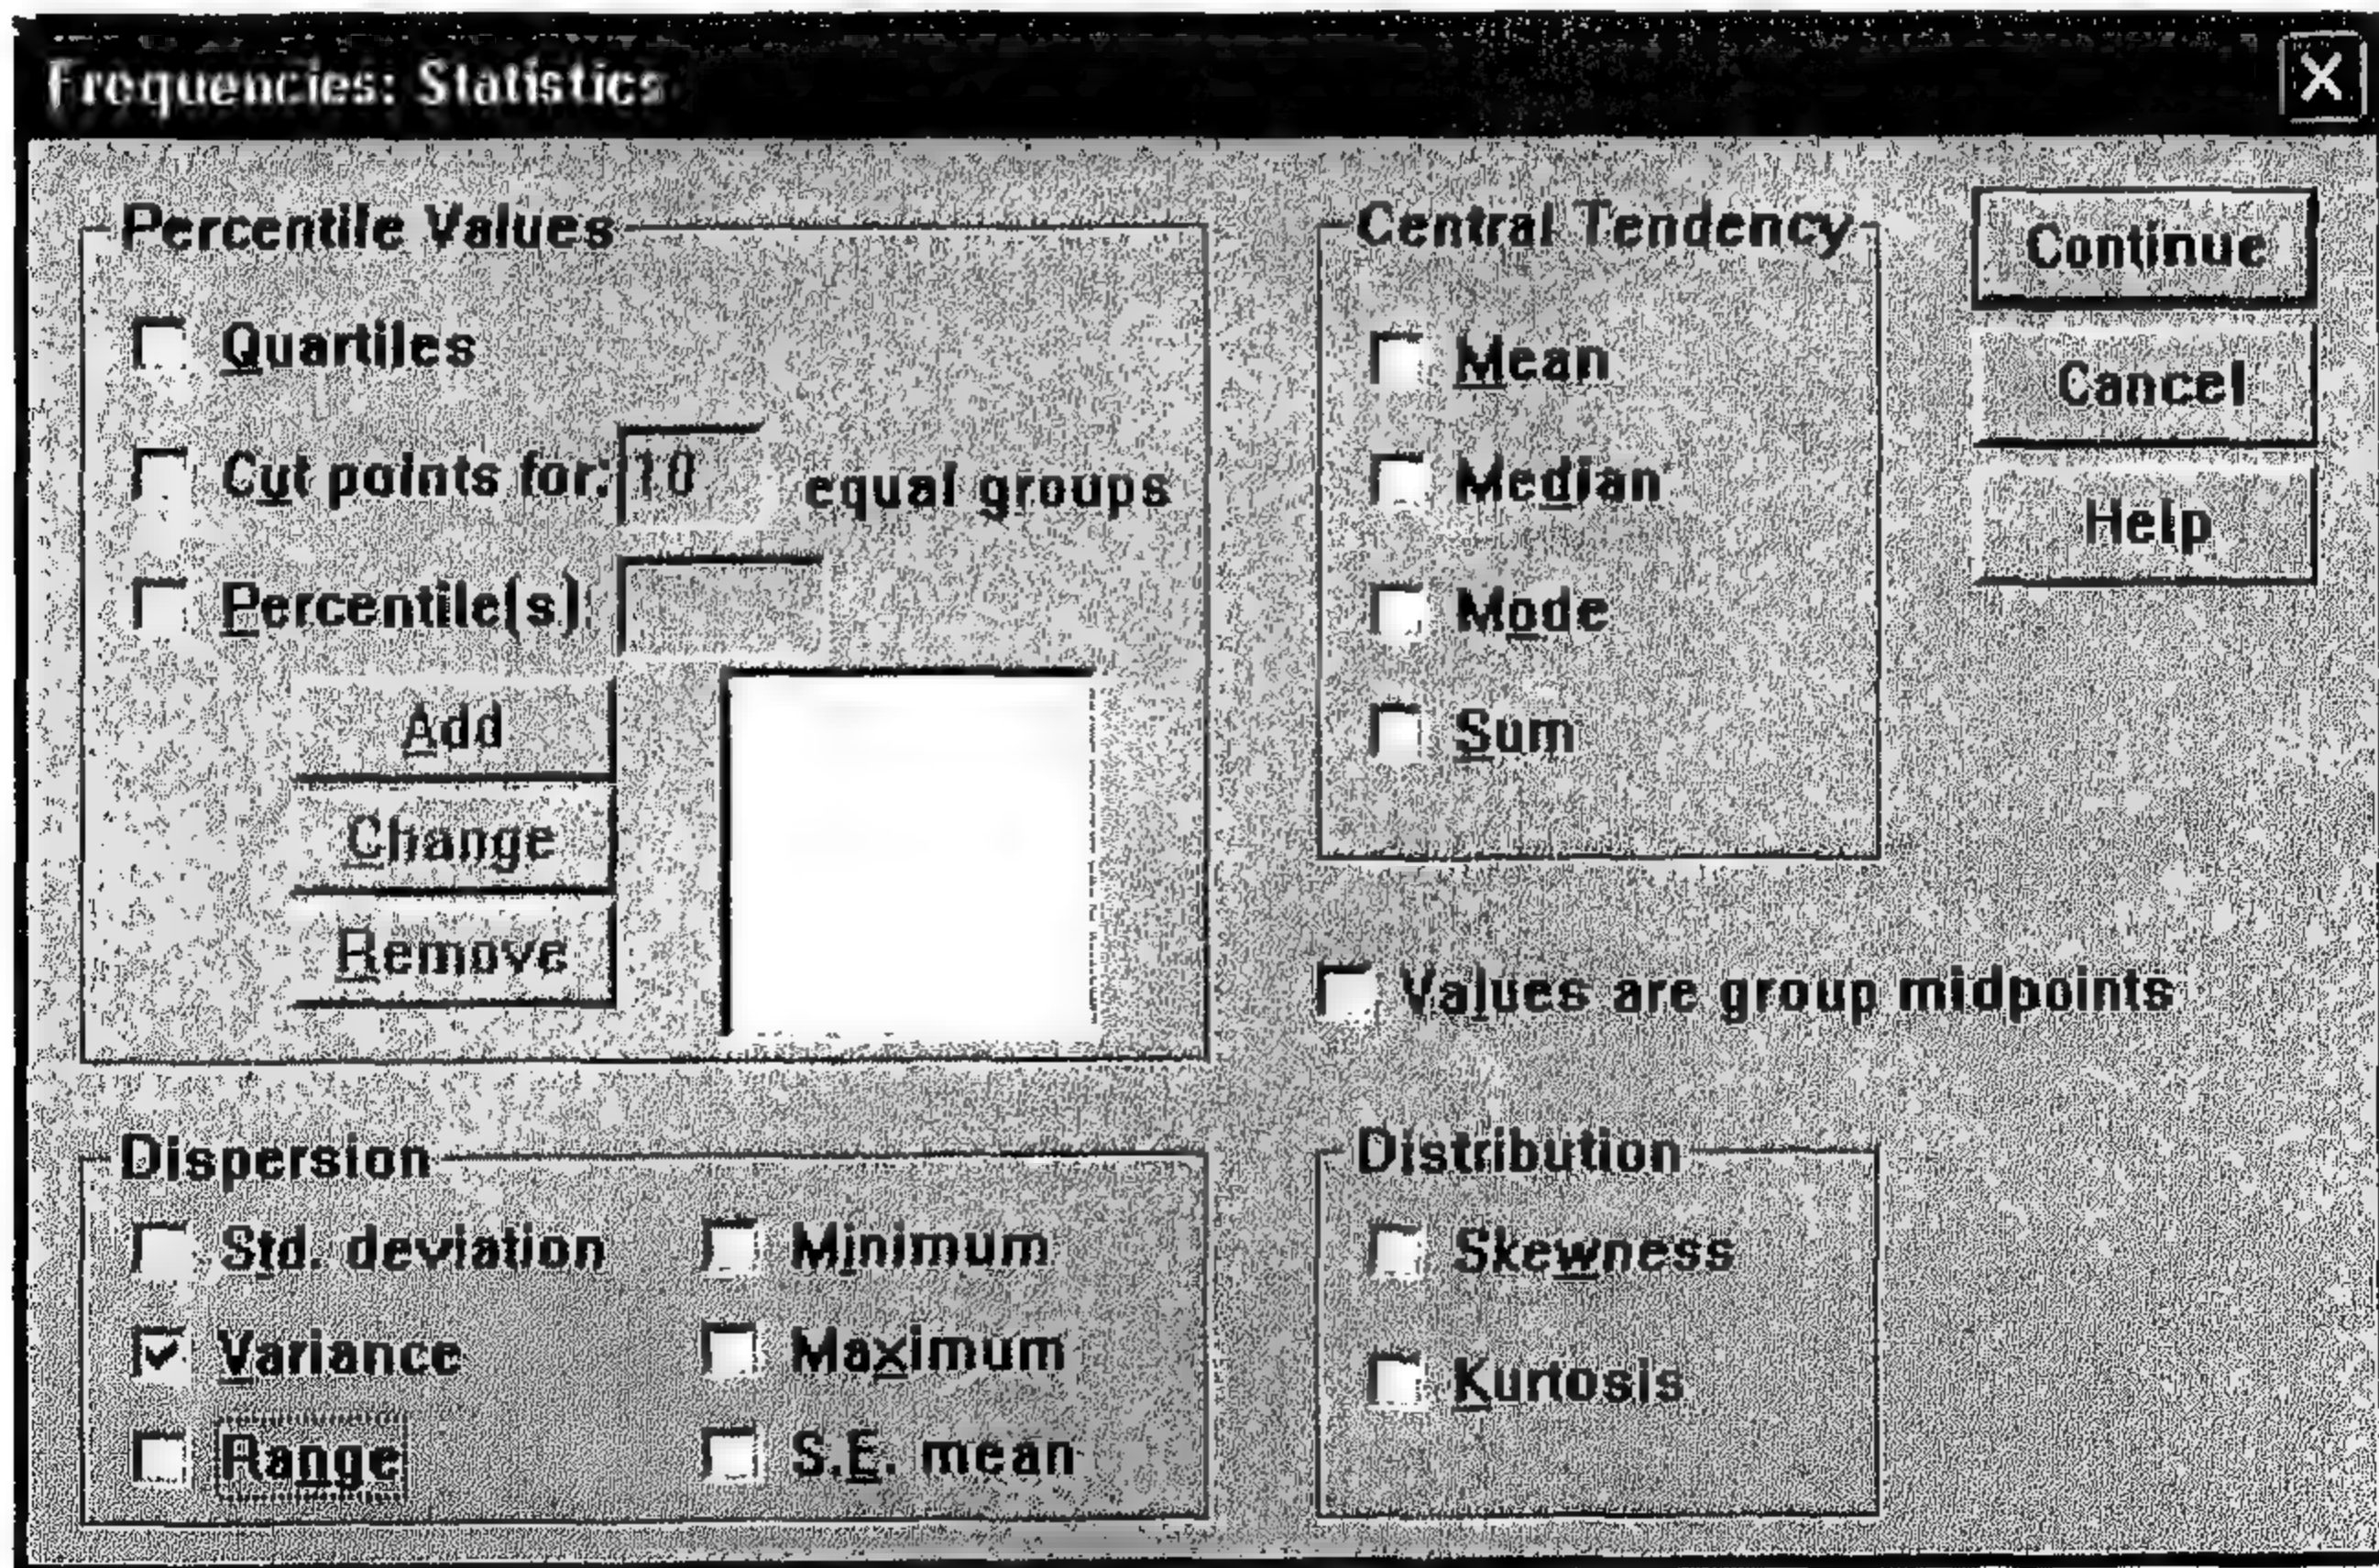 Frequencies: Statistics
Percentile Values
Quartiles
Cut points for: 10 equal groups
Percentile(s):
Add
Change
Remove
Central Tendency
Mean
Median
Mode
Sum
Continue
Cancel
Help
Values are group midpoints
Dispersion
Std. deviation
Minimum
Variance
Maximum
Range
S.E. mean
Distribution
Skewness
Kurtosis